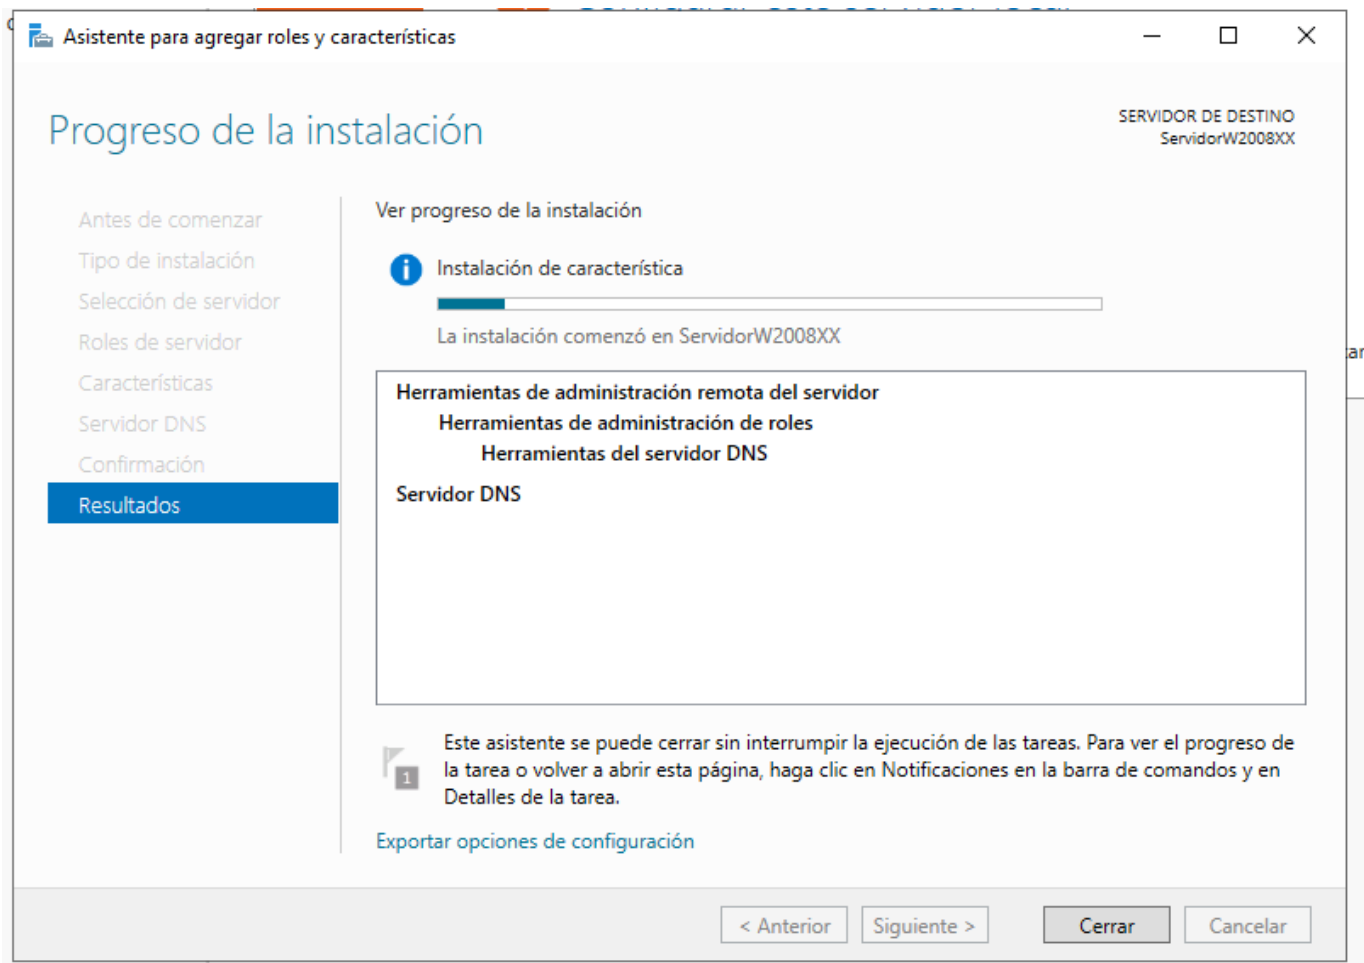 Asistente para agregar roles y características
Progreso de la instalación
SERVIDOR DE DESTINO
ServidorW2008XX
Antes de comenzar
Tipo de instalación
Selección de servidor
Roles de servidor
Características
Servidor DNS
Confirmación
Resultados
Ver progreso de la instalación
Instalación de característica
La instalación comenzó en ServidorW2008XX
Herramientas de administración remota del servidor
Herramientas de administración de roles
Herramientas del servidor DNS
Servidor DNS
1
Este asistente se puede cerrar sin interrumpir la ejecución de las tareas. Para ver el progreso de
la tarea o volver a abrir esta página, haga clic en Notificaciones en la barra de comandos y en
Detalles de la tarea.
Exportar opciones de configuración
< Anterior
Siguiente >
Cerrar
Cancelar